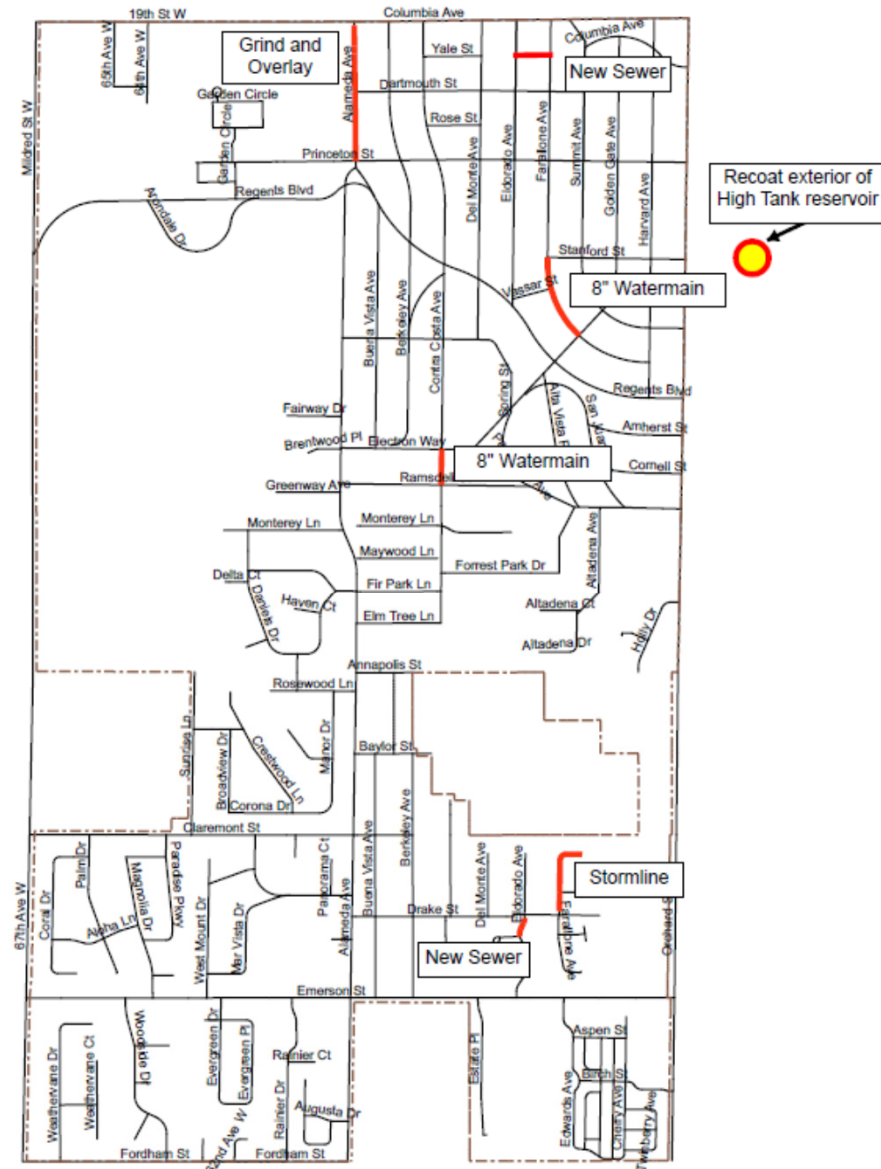 19th St W
Columbia Ave
Grind and
Overlay
65th Ave W
64th Ave W
Alameda Ave
Yale St
Columbia Ave
New Sewer
Garden Circle
Dartmouth St
Mildred St W
Garden Circle
Rose St
Del Monte Ave
Eldorado Ave
Farallone Ave
Summit Ave
Golden Gate Ave
Harvard Ave
Princeton St
Regents Blvd
Arondale Dr
Recoat exterior of
High Tank reservoir
Stanford St
Vassar St
8" Watermain
Buena Vista Ave
Berkeley Ave
Contra Costa Ave
Spring St
Regents Blvd
Alta Vista
San Juan
Amherst St
Fairway Dr
Brentwood Pl
Electron Way
8" Watermain
Cornell St
Greenway Ave
Ave
Monterey Ln
Monterey Ln
Maywood Ln
Forrest Park Dr
Altadena Ave
Delta Ct
Daniels Dr
Haven Ct
Fir Park Ln
Altadena Ct
Elm Tree Ln
Altadena Dr
Holly Dr
Annapolis St
Rosewood Ln
Sunrise Ln
Broadview Dr
Crestwood Ln
Manor Dr
Baylor St
Corona Dr
Claremont St
Buena Vista Ave
Berkeley Ave
67th Ave W
Coral Dr
Palm Dr
Magnolia Dr
Paradise Pkwy
Aloha Ln
West Mount Dr
Mar Vista Dr
Panorama Ct
Alameda Ave
Del Monte Ave
Eldorado Ave
Stormline
Drake St
Farallone Ave
Orchard S
New Sewer
Emerson St
Weathervane Dr
Weathervane Ct
Woodside Dr
Evergreen Dr
Evergreen Pl
Rainier Ct
Rainier Dr
Augusta Dr
Estate Pl
Aspen St
Birch St
Edwards Ave
Cherry Ave
Twinberry Ave
Fordham St
62nd Ave W
Fordham St